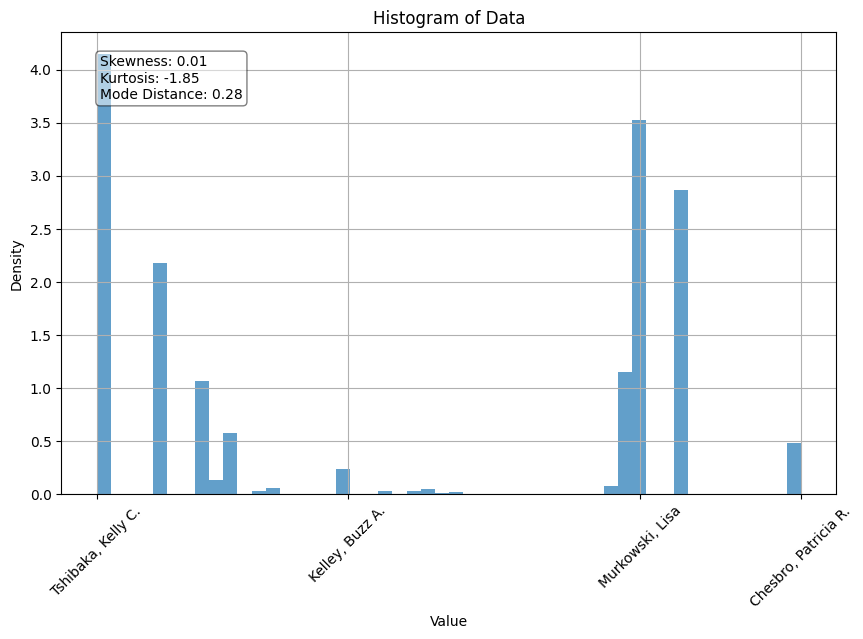 Histogram of Data
Skewness: 0.01
Kurtosis: -1.85
Mode Distance: 0.28
Density
4.0
3.5
3.0
2.5
2.0
1.5
1.0
0.5
0.0
Tshibaka, Kelly C.
Kelley, Buzz A.
Murkowski, Lisa
Chesbro, Patricia R.
Value